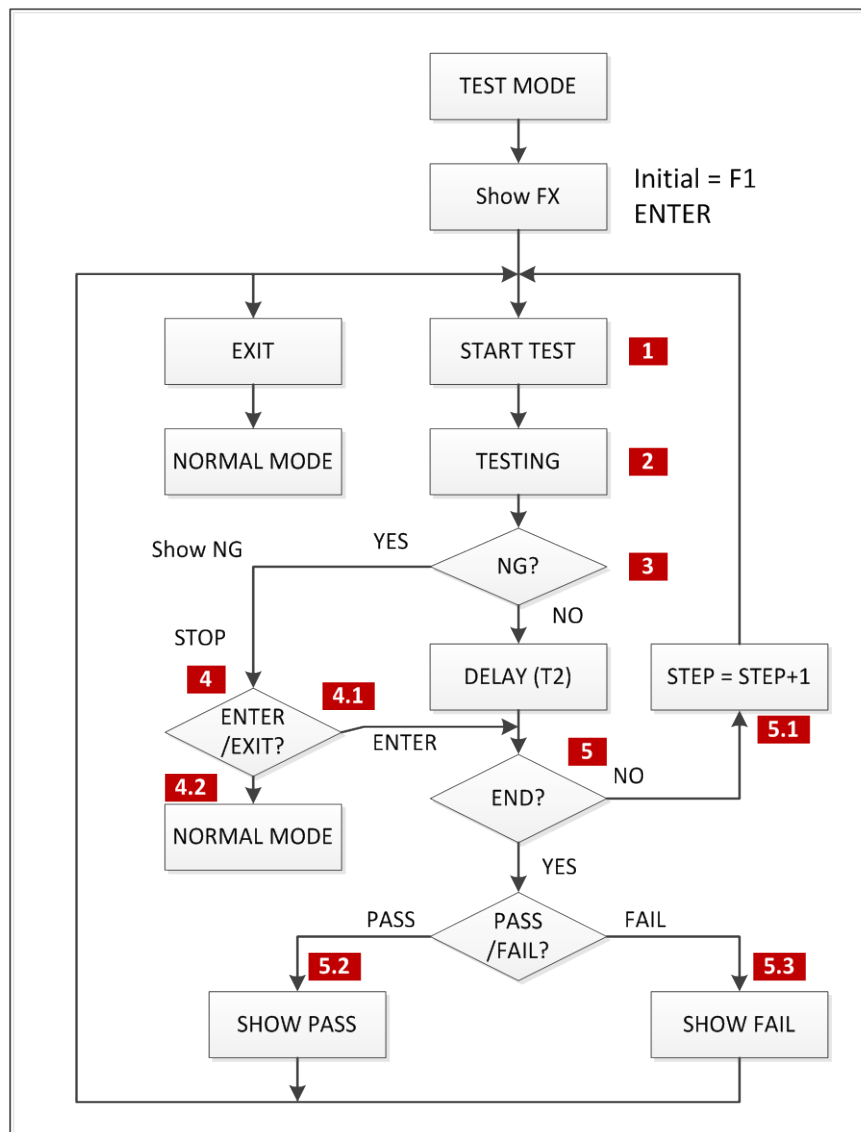 TEST MODE
Show FX
Initial = F1
ENTER
EXIT
START TEST
1
NORMAL MODE
TESTING
2
Show NG
YES
NG?
3
NO
STOP
4
4.1
DELAY (T2)
STEP = STEP+1
ENTER
/EXIT?
ENTER
5
5.1
4.2
NO
END?
NORMAL MODE
YES
PASS
PASS
/FAIL?
FAIL
5.2
5.3
SHOW PASS
SHOW FAIL